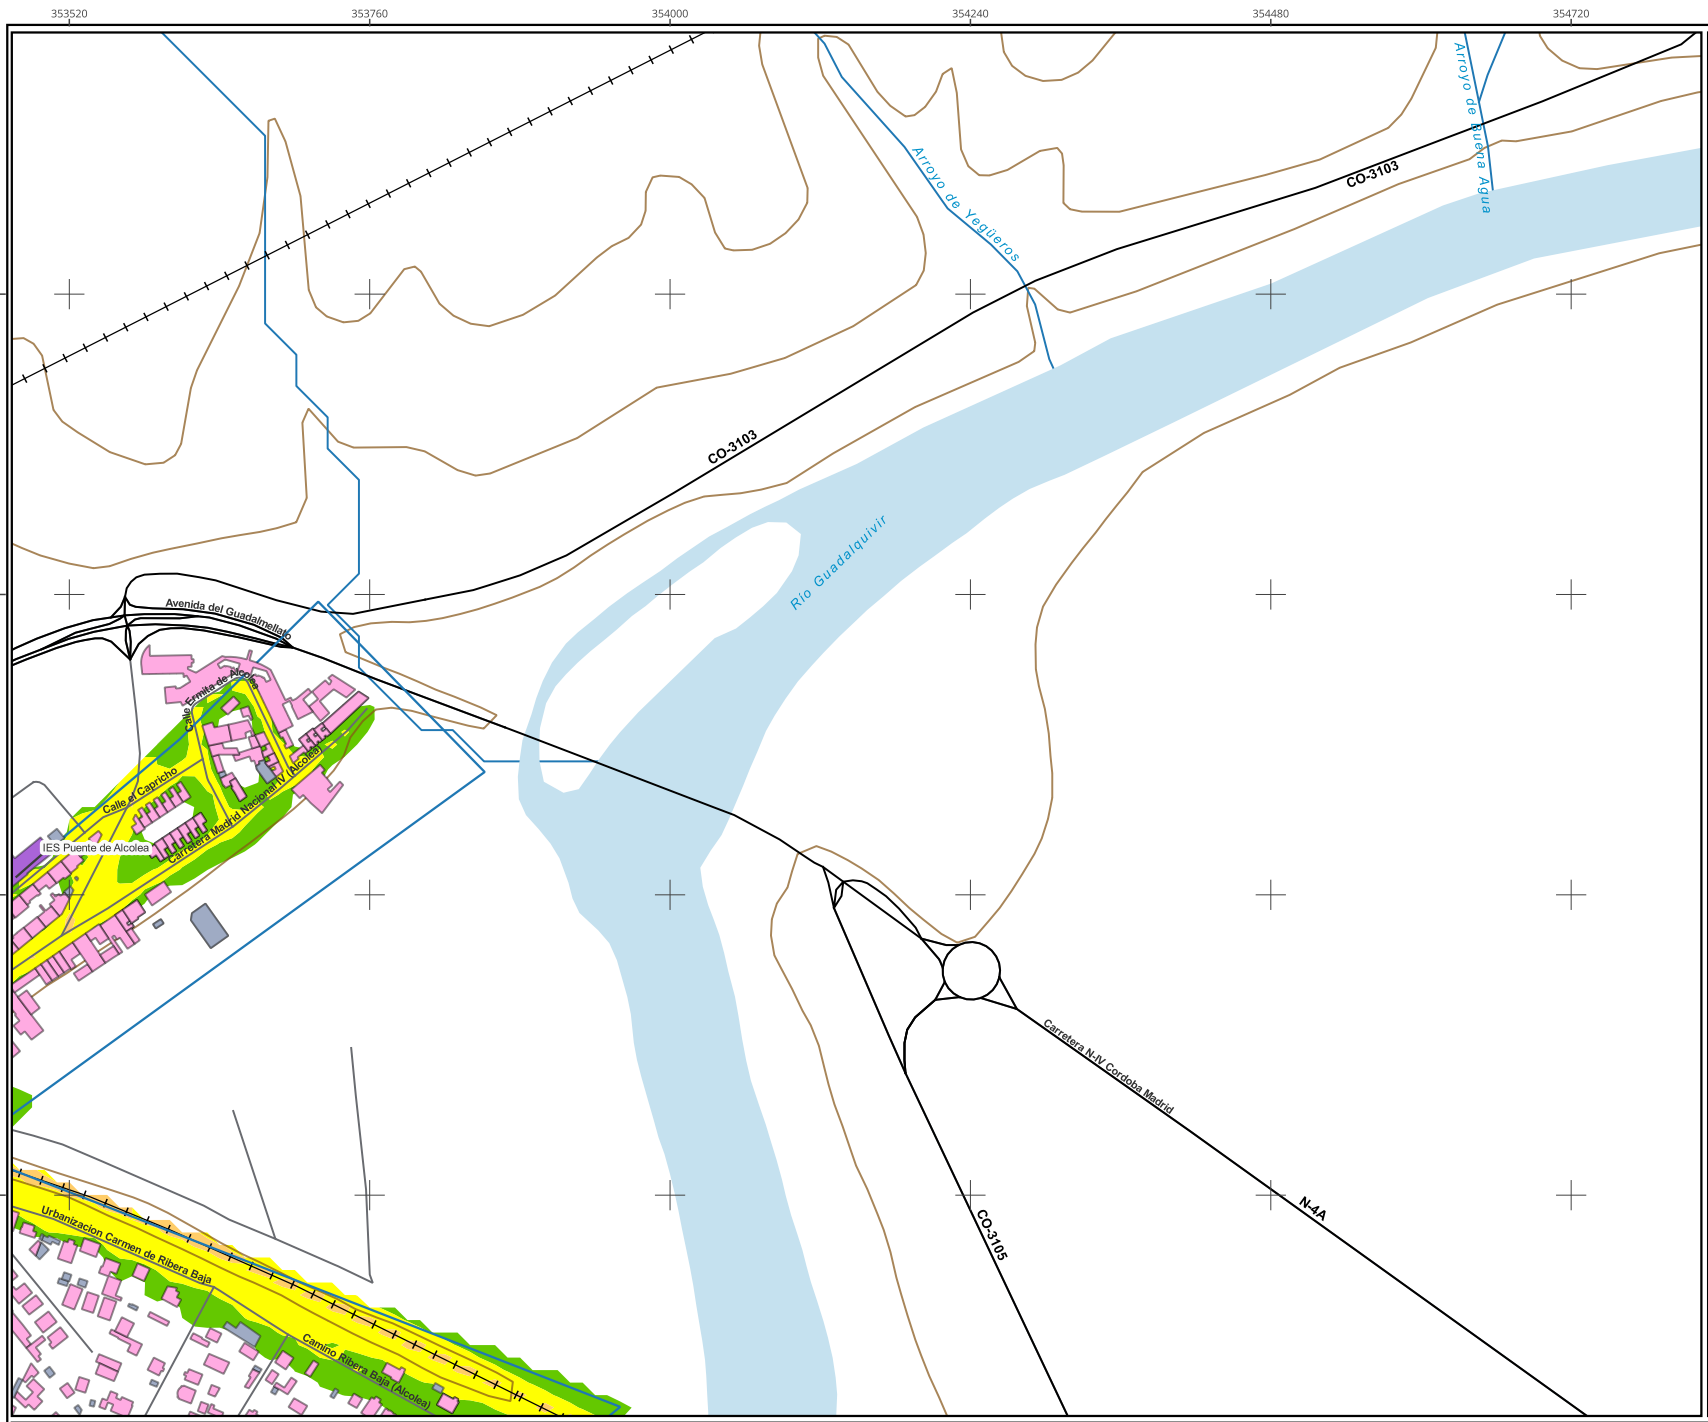 353520 353760 354000 354240 354480 354720
Arroyo de Buena Agua
Arroyo de Yegüeros
CO-3103
CO-3103
Río Guadalquivir
Avenida del Guadalmellato
Calle Ermita de Alcolea
Calle el Capricho
Carretera Madrid Nacional IV (Alcolea)
IES Puente de Alcolea
Carretera N-IV Cordoba Madrid
N-4A
CO-3105
Urbanizacion Carmen de Ribera Baja
Camino Ribera Baja (Alcolea)